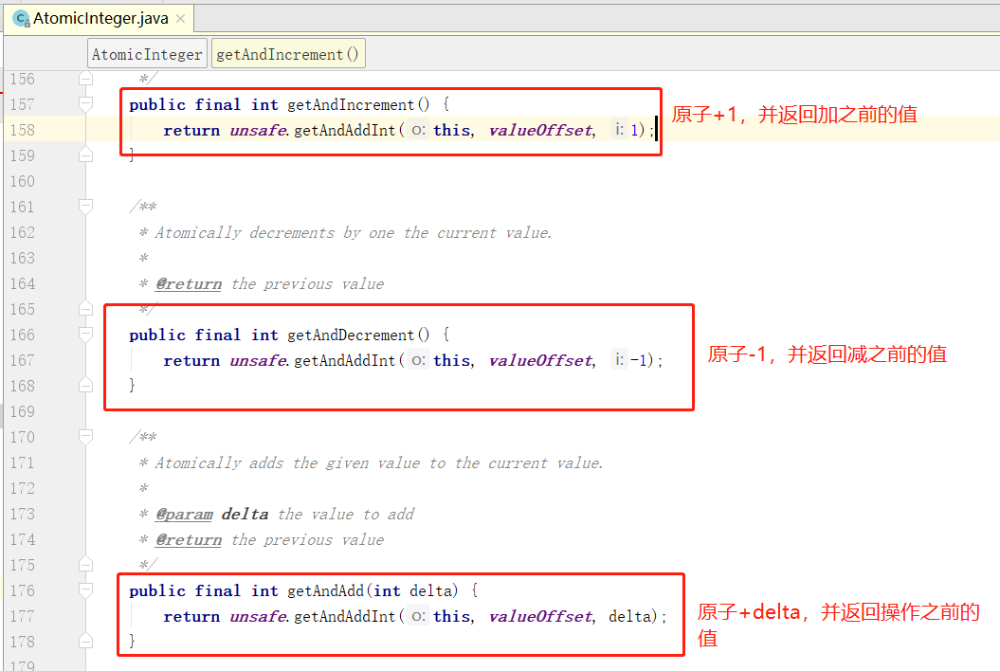 AtomicInteger.java ×
AtomicInteger getAndIncrement()
156 */
157 public final int getAndIncrement() { 原子+1，并返回加之前的值
158 return unsafe.getAndAddInt( o: this, valueOffset, i: 1);
159 }
160
161 /**
162 * Atomically decrements by one the current value.
163 *
164 * @return the previous value
165 */
166 public final int getAndDecrement() {
167 return unsafe.getAndAddInt( o: this, valueOffset, i: -1); 原子-1，并返回减之前的值
168 }
169
170 /**
171 * Atomically adds the given value to the current value.
172 *
173 * @param delta the value to add
174 * @return the previous value
175 */
176 public final int getAndAdd(int delta) {
177 return unsafe.getAndAddInt( o: this, valueOffset, delta); 原子+delta，并返回操作之前的
178 } 值
179